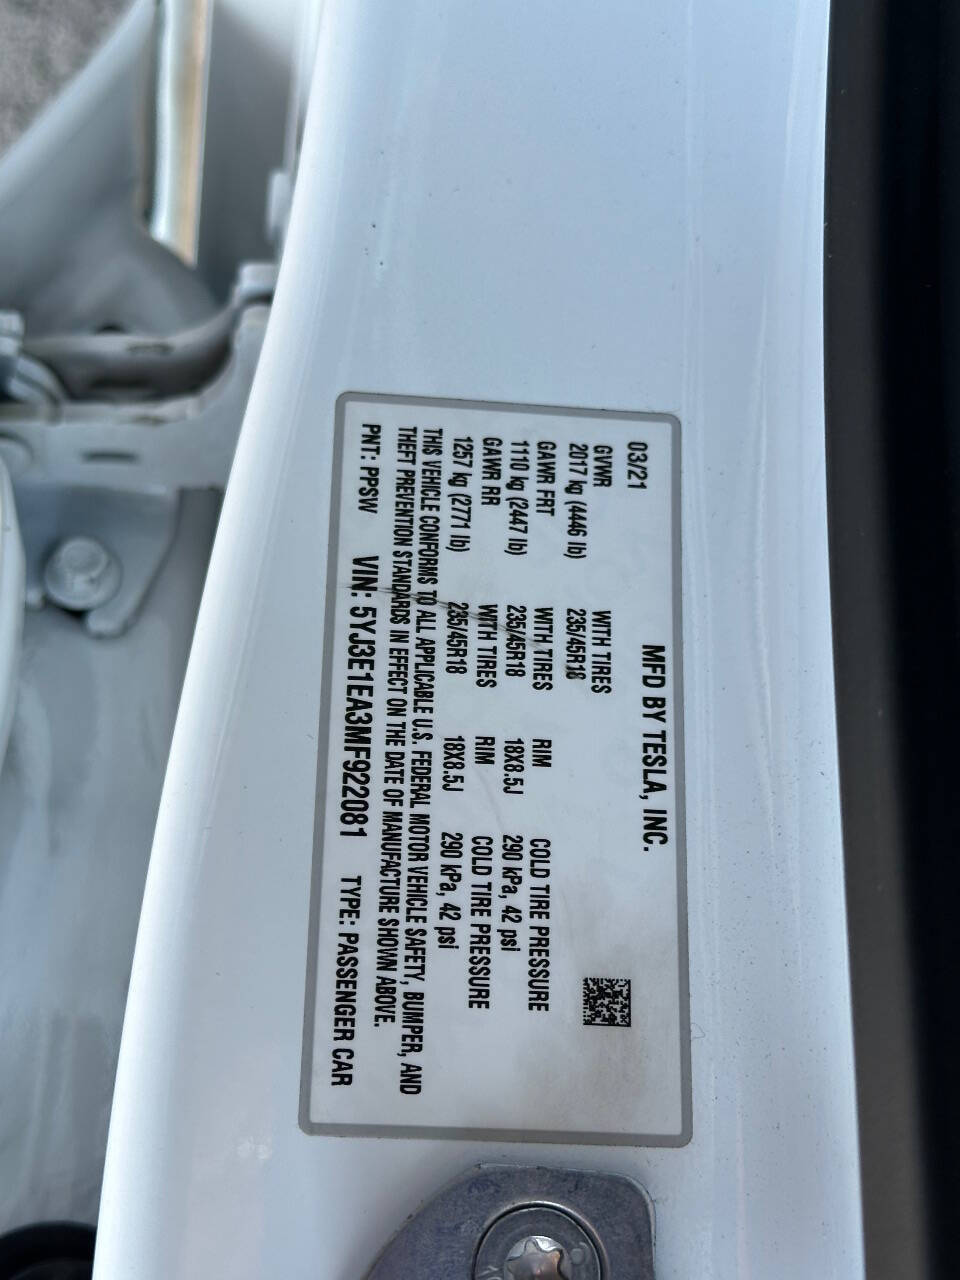 MFD BY TESLA, INC.
03/21
GVWR WITH TIRES
2017 kg (4446 lb) 235/45R18
GAWR FRT WITH TIRES RIM COLD TIRE PRESSURE
1110 kg (2447 lb) 235/45R18 18X8.5J 290 kPa, 42 psi
GAWR RR WITH TIRES RIM COLD TIRE PRESSURE
1257 kg (2771 lb) 235/45R18 18X8.5J 290 kPa, 42 psi
THIS VEHICLE CONFORMS TO ALL APPLICABLE U.S. FEDERAL MOTOR VEHICLE SAFETY, BUMPER, AND
THEFT PREVENTION STANDARDS IN EFFECT ON THE DATE OF MANUFACTURE SHOWN ABOVE.
PNT: PPSW VIN: 5YJ3E1EA3MF922081 TYPE: PASSENGER CAR